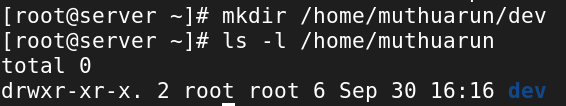 [root@server ~]# mkdir /home/muthuarun/dev
[root@server ~]# ls -l /home/muthuarun
total 0
drwxr-xr-x. 2 root root 6 Sep 30 16:16 dev